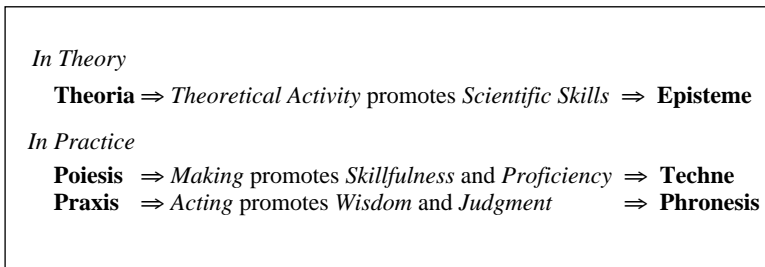 In Theory
Theoria ⇒ Theoretical Activity promotes Scientific Skills ⇒ Episteme
In Practice
Poiesis ⇒ Making promotes Skillfulness and Proficiency ⇒ Techne
Praxis ⇒ Acting promotes Wisdom and Judgment ⇒ Phronesis